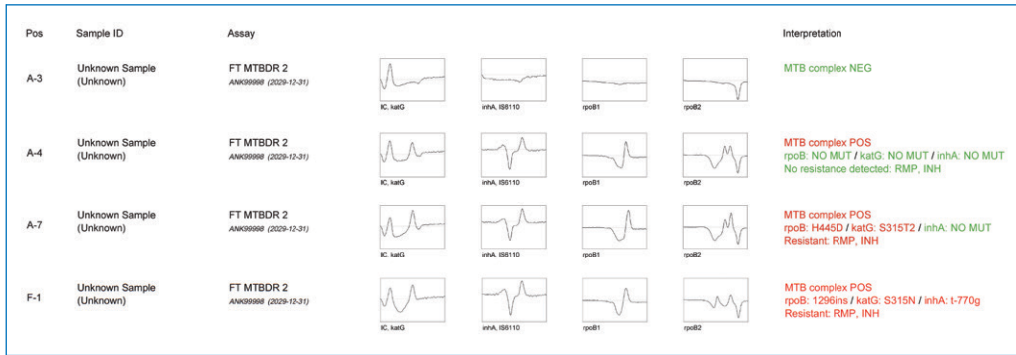 Pos Sample ID Assay Interpretation
A-3 Unknown Sample (Unknown) FT MTBDR 2 ANK99998 (2029-12-31) MTB complex NEG
IC, katG inhA, IS6110 rpoB1 rpoB2
A-4 Unknown Sample (Unknown) FT MTBDR 2 ANK99998 (2029-12-31) MTB complex POS
rpoB: NO MUT / katG: NO MUT / inhA: NO MUT
No resistance detected: RMP, INH
IC, katG inhA, IS6110 rpoB1 rpoB2
A-7 Unknown Sample (Unknown) FT MTBDR 2 ANK99998 (2029-12-31) MTB complex POS
rpoB: H445D / katG: S315T2 / inhA: NO MUT
Resistant: RMP, INH
IC, katG inhA, IS6110 rpoB1 rpoB2
F-1 Unknown Sample (Unknown) FT MTBDR 2 ANK99998 (2029-12-31) MTB complex POS
rpoB: 1296ins / katG: S315N / inhA: t-770g
Resistant: RMP, INH
IC, katG inhA, IS6110 rpoB1 rpoB2